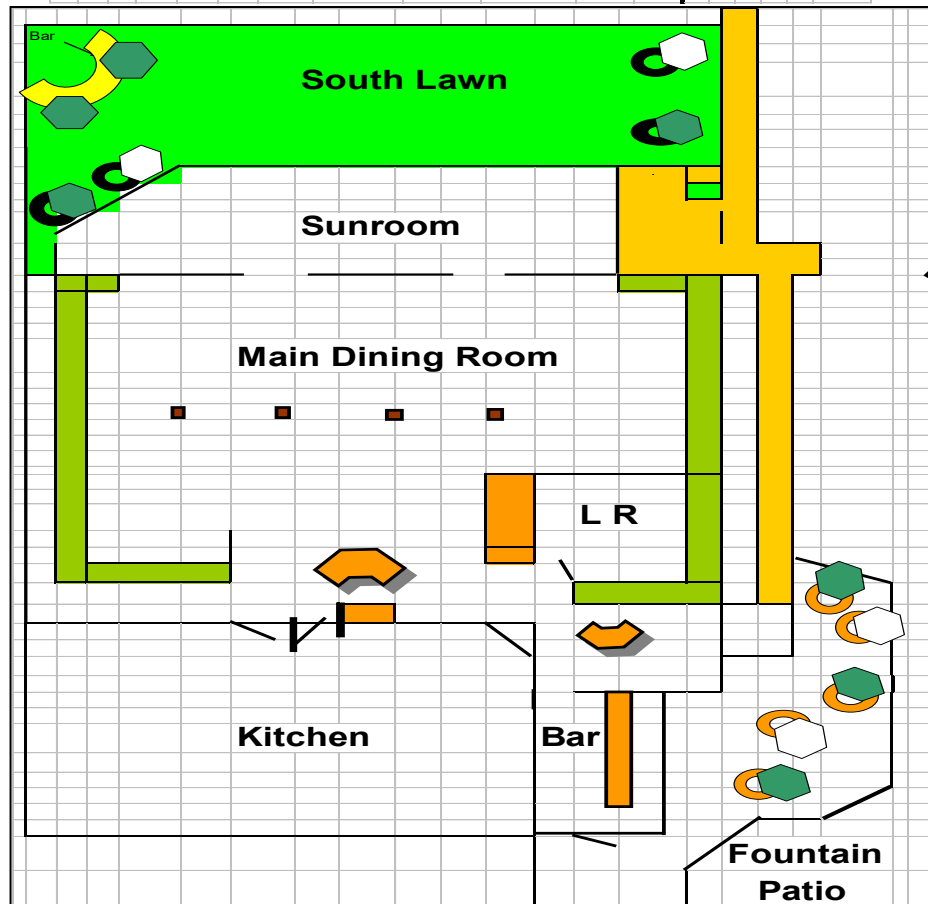 Bar
South Lawn
Sunroom
Main Dining Room
L R
Kitchen
Bar
Fountain
Patio